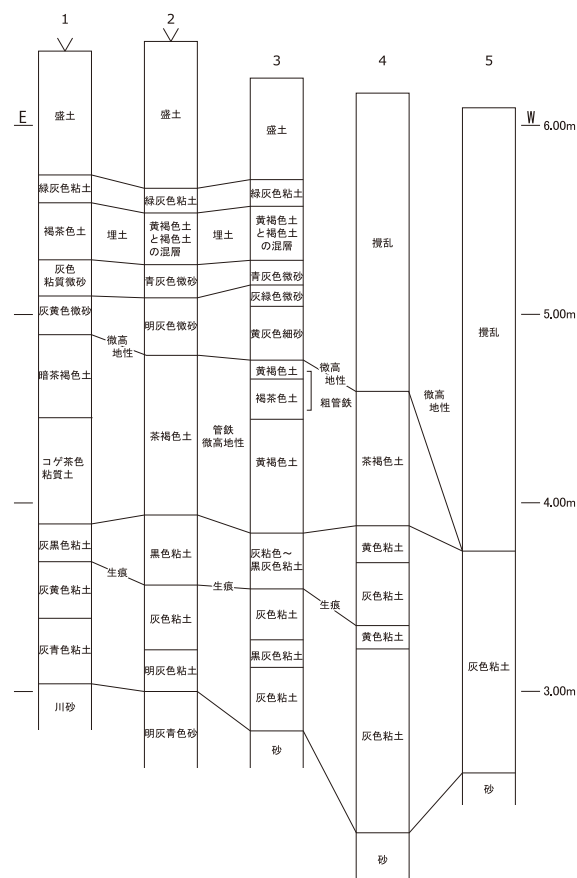 1
2
3
4
5
E
W
6.00m
5.00m
4.00m
3.00m
盛土
緑灰色粘土
褐茶色土
灰色
粘質微砂
灰黄色微砂
暗茶褐色土
コゲ茶色
粘質土
灰黒色粘土
灰黄色粘土
灰青色粘土
川砂
埋土
微高
地性
生痕
盛土
緑灰色粘土
黄褐色土
と褐色土
の混層
青灰色微砂
明灰色微砂
茶褐色土
黒色粘土
灰色粘土
明灰色粘土
明灰青色砂
埋土
管鉄
微高地性
生痕
盛土
緑灰色粘土
黄褐色土
と褐色土
の混層
青灰色微砂
灰緑色微砂
黄灰色細砂
黄褐色土
褐茶色土
黄褐色土
灰粘色～
黒灰色粘土
灰色粘土
黒灰色粘土
灰色粘土
砂
微高
地性
粗管鉄
生痕
攪乱
茶褐色土
黄色粘土
灰色粘土
黄色粘土
灰色粘土
砂
微高
地性
攪乱
灰色粘土
砂